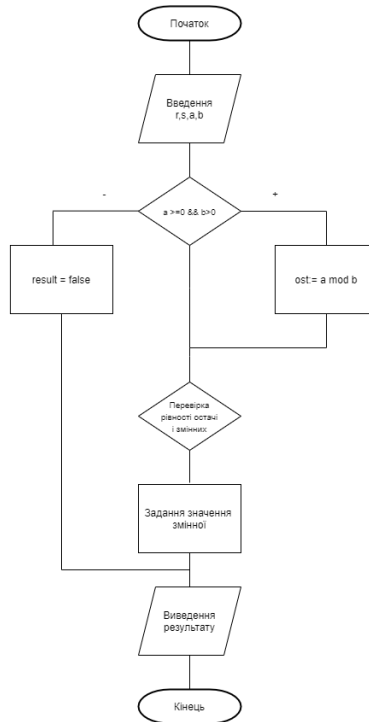 Початок
Введення
r,s,a,b
-
+
a >=0 && b>0
result = false
ost:= a mod b
Перевірка
рівності остачі
і змінних
Задання значення
змінної
Виведення
результату
Кінець